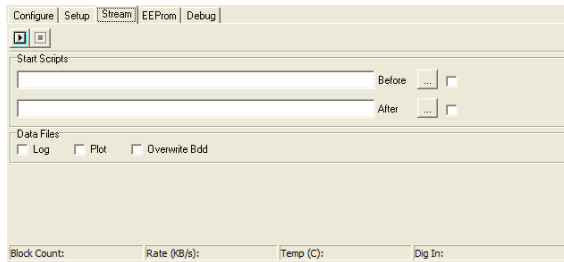 Configure Setup Stream EEProm Debug
Start Scripts
Before ...
After ...
Data Files
Log Plot Overwrite Bdd
Block Count: Rate (KB/s): Temp (C): Dig In: